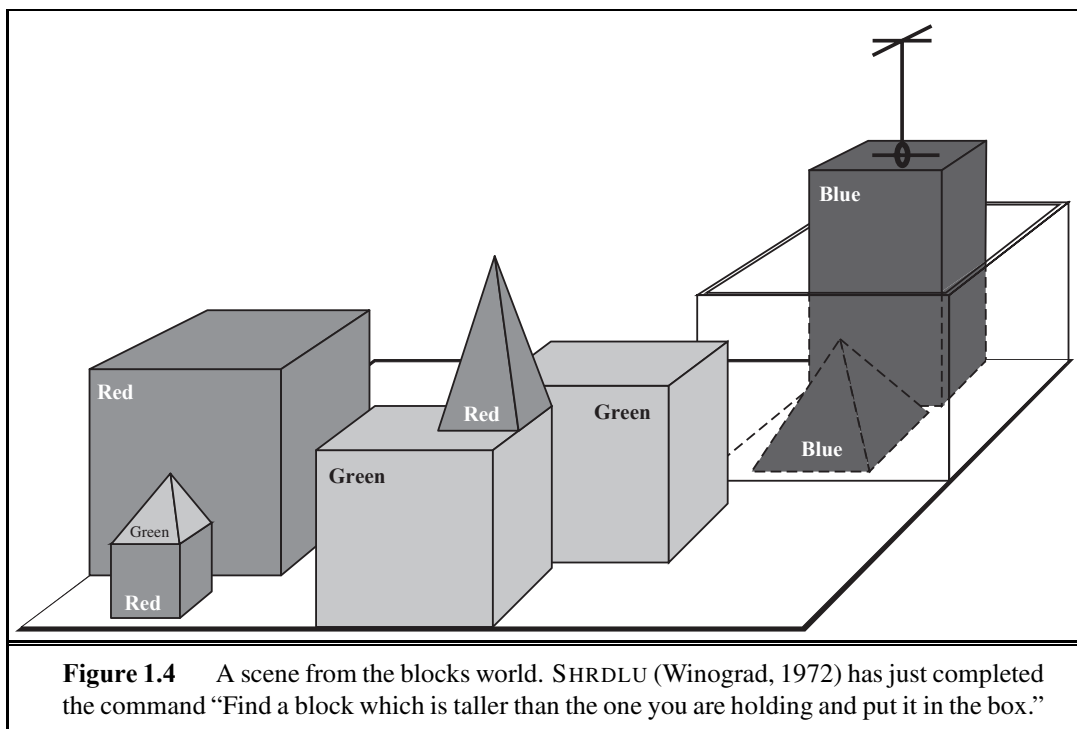 Blue
Red
Red
Green
Green
Blue
Green
Red
Figure 1.4 A scene from the blocks world. SHRDLU (Winograd, 1972) has just completed
the command “Find a block which is taller than the one you are holding and put it in the box.”